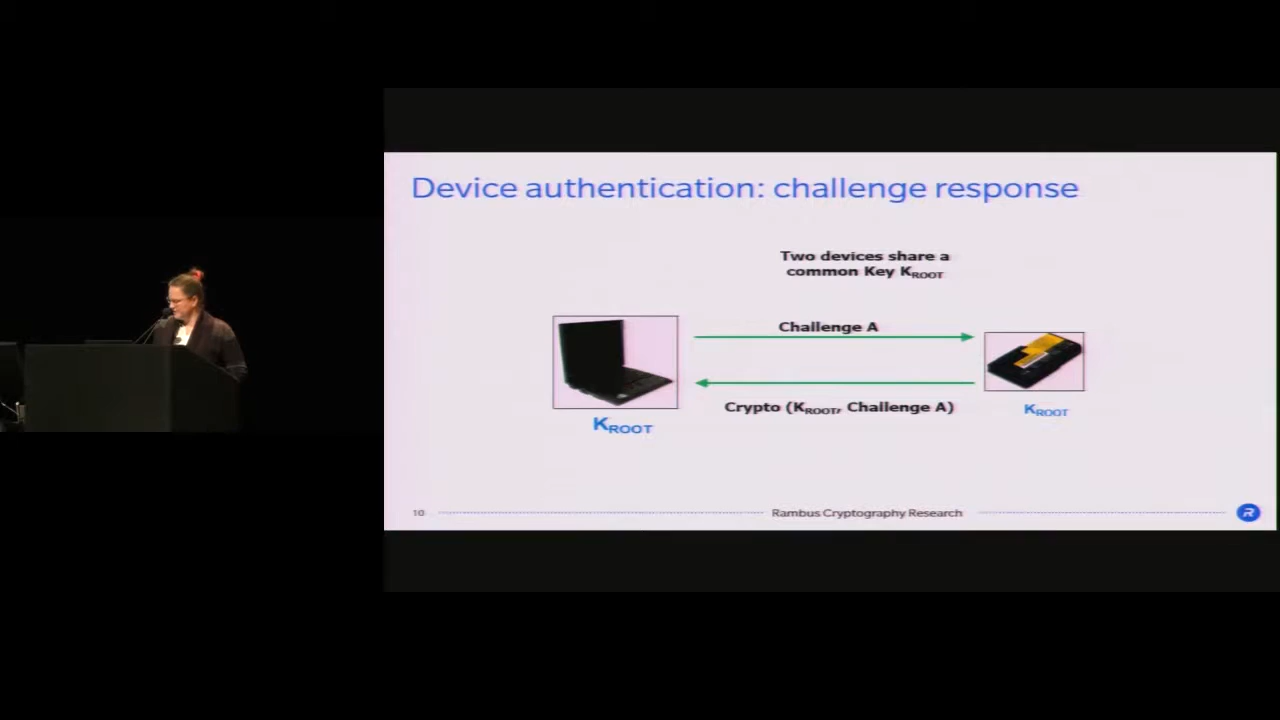 Device authentication: challenge response
Two devices share a
common Key KROOT
Challenge A
Crypto (KROOT, Challenge A)
KROOT
KROOT
10
Rambus Cryptography Research
R